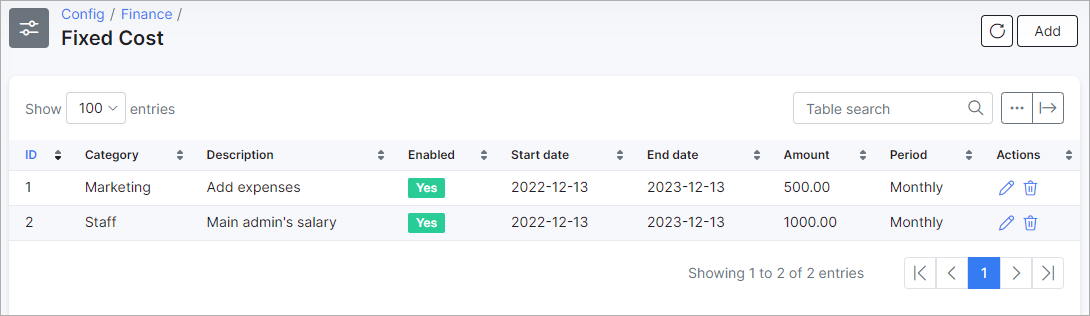 Config / Finance /
Fixed Cost
Add
Show 100 entries
Table search
ID Category Description Enabled Start date End date Amount Period Actions
1 Marketing Add expenses Yes 2022-12-13 2023-12-13 500.00 Monthly
2 Staff Main admin's salary Yes 2022-12-13 2023-12-13 1000.00 Monthly
Showing 1 to 2 of 2 entries 1